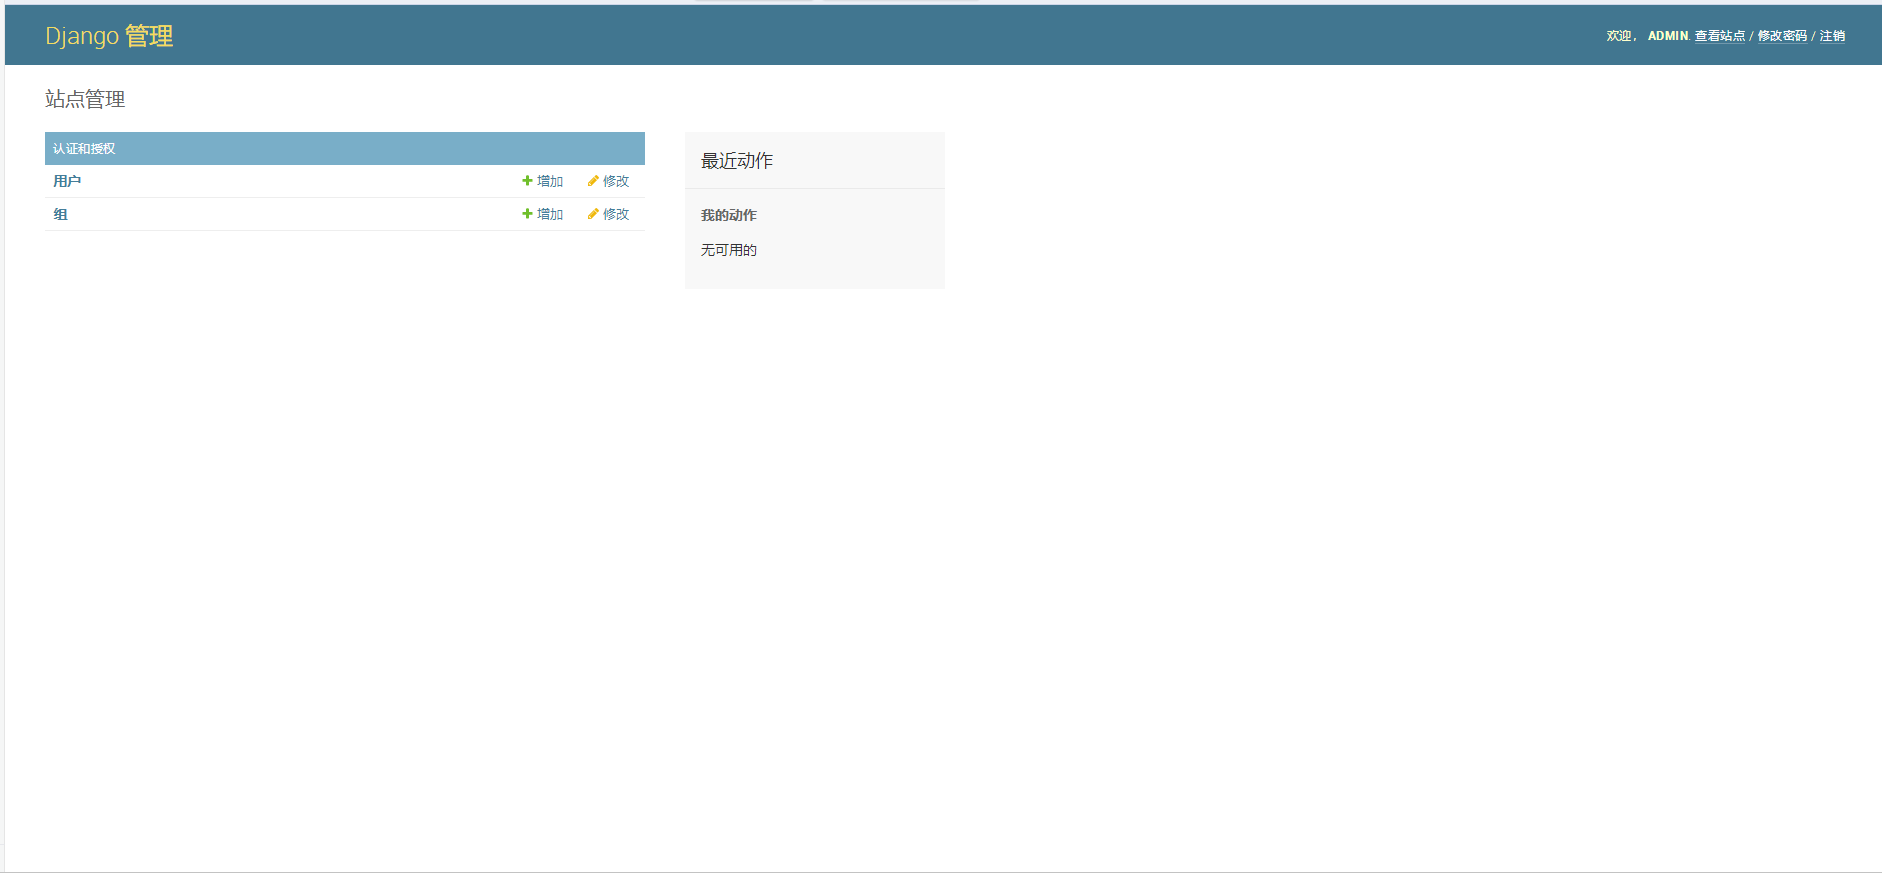 Django 管理
欢迎， ADMIN. 查看站点 / 修改密码 / 注销
站点管理
认证和授权
用户 增加 修改
组 增加 修改
最近动作
我的动作
无可用的